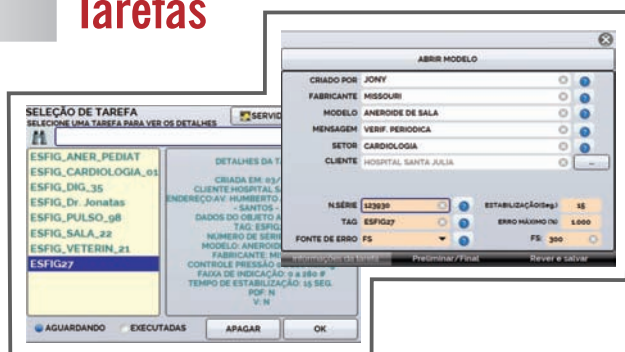 Tarefas
SELEÇÃO DE TAREFA
SELECIONE UMA TAREFA PARA VER OS DETALHES
SERVID
ESFIG_ANER_PEDIAT
ESFIG_CARDIOLOGIA_01
ESFIG_DIG_35
ESFIG_Dr. Jonatas
ESFIG_PULSO_98
ESFIG_SALA_22
ESFIG_VETERIN_21
ESFIG27
DETALHES DA T
CRIADA EM: 03/
CLIENTE:HOSPITAL S
ENDEREÇO:AV. HUMBERTO
- SANTOS -
DADOS DO OBJETO A
TAG: ESFIG
NÚMERO DE SÉRIE
MODELO: ANEROIDE
FABRICANTE: MI
CONTROLE PRESSÃO 0
FAIXA DE INDICAÇÃO: 0 a 280 #
TEMPO DE ESTABILIZAÇÃO: 15 SEG.
PDF: N
V: N
AGUARDANDO
EXECUTADAS
APAGAR
OK
ABRIR MODELO
CRIADO POR JONY
FABRICANTE MISSOURI
MODELO ANEROIDE DE SALA
MENSAGEM VERIF. PERIODICA
SETOR CARDIOLOGIA
CLIENTE HOSPITAL SANTA JULIA
...
N.SÉRIE 123930 ESTABILIZAÇÃO(Seg.) 15
TAG ESFIG27 ERRO MÁXIMO (%) 1.000
FONTE DE ERRO FS FS: 300
Informações da tarefa Preliminar/Final Rever e salvar